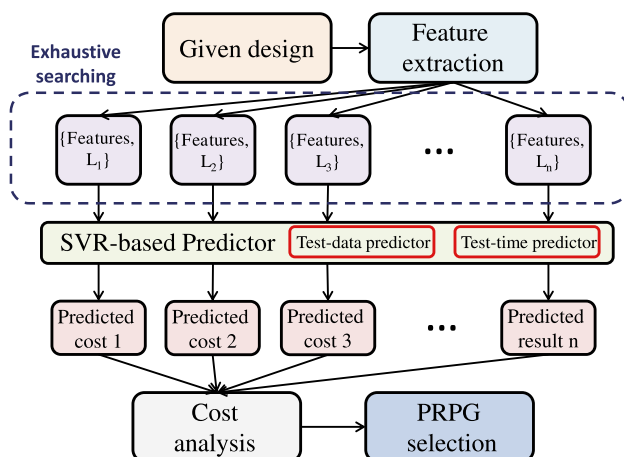 Given design
Feature
extraction
Exhaustive
searching
{Features,
L1}
{Features,
L2}
{Features,
L3}
...
{Features,
Ln}
SVR-based Predictor
Test-data predictor
Test-time predictor
Predicted
cost 1
Predicted
cost 2
Predicted
cost 3
...
Predicted
result n
Cost
analysis
PRPG
selection